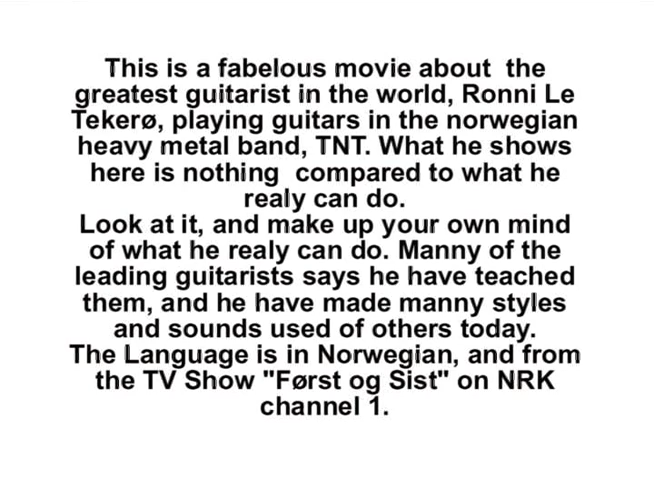 This is a fabelous movie about  the
greatest guitarist in the world, Ronni Le
Tekerø, playing guitars in the norwegian
heavy metal band, TNT. What he shows
here is nothing  compared to what he
realy can do.
Look at it, and make up your own mind
of what he realy can do. Manny of the
leading guitarists says he have teached
them, and he have made manny styles
and sounds used of others today.
The Language is in Norwegian, and from
the TV Show "Først og Sist" on NRK
channel 1.